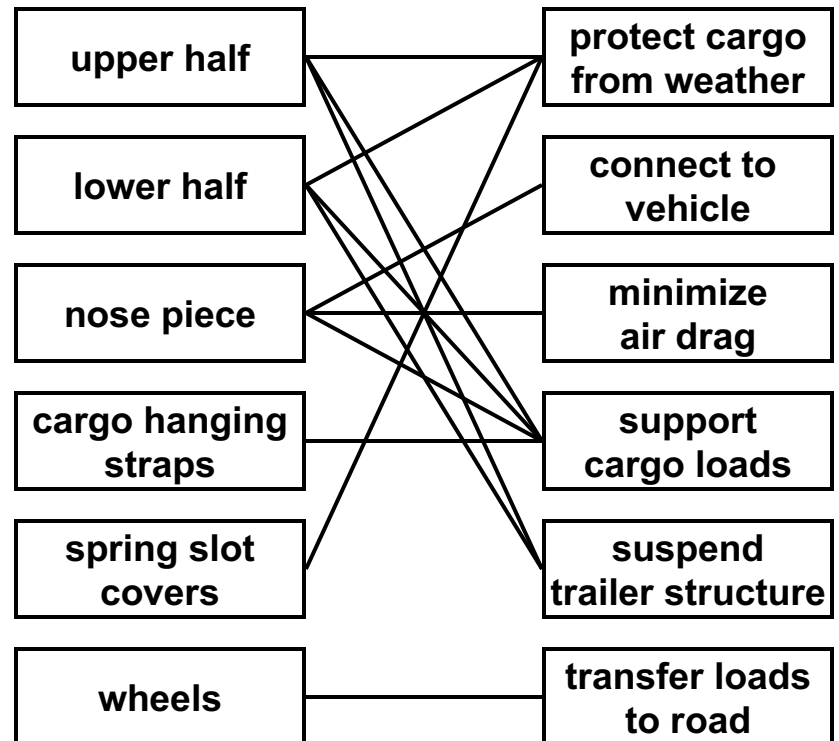 upper half
protect cargo
from weather
lower half
connect to
vehicle
nose piece
minimize
air drag
cargo hanging
straps
support
cargo loads
spring slot
covers
suspend
trailer structure
wheels
transfer loads
to road